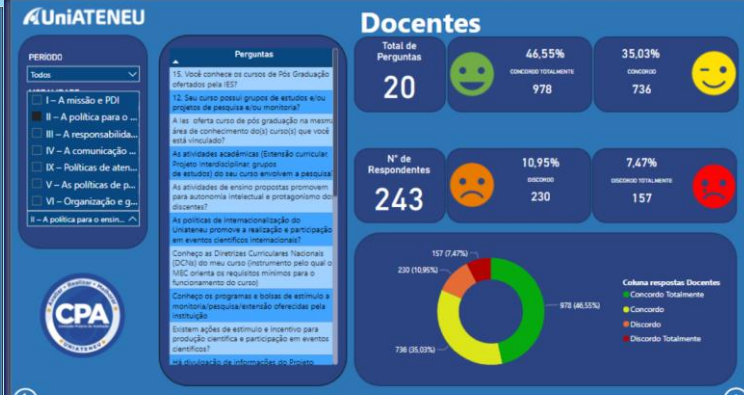 UniATENEU
Docentes
PERÍODO
Todos
I – A missão e PDI
II – A política para o ...
III – A responsabilida...
IV – A comunicação ...
IX – Políticas de aten...
V – As políticas de p...
VI – Organização e g...
II – A política para o ensin...
CPA
UNIATENEU
Perguntas
15. Você conhece os cursos de Pós Graduação
ofertados pela IES?
12. Seu curso possui grupos de estudos e/ou
projetos de pesquisa e/ou monitoria?
A Ies oferta curso de pós graduação na mesma
área de conhecimento do(s) curso(s) que você
está vinculado?
As atividades acadêmicas (Extensão curricular,
Projeto interdisciplinar, grupos
de estudos) do seu curso envolvem a pesquisa
As atividades de ensino propostas promovem
para autonomia intelectual e protagonismo dos
discentes?
As políticas de internacionalização do
Uniateneu promove a realização e participação
em eventos científicos internacionais?
Conheço as Diretrizes Curriculares Nacionais
(DCNs) do meu curso (instrumento pelo qual o
MEC orienta os requisitos mínimos para o
funcionamento do curso)
Conheço os programas e bolsas de estímulo a
monitoria/pesquisa/extensão oferecidas pela
instituição
Existem ações de estímulo e incentivo para
produção científica e participação em eventos
científicos?
Há divulgação de informações do Projeto
Total de
Perguntas
20
46,55%
CONCORDO TOTALMENTE
978
35,03%
CONCORDO
736
N° de
Respondentes
243
10,95%
DISCORDO
230
7,47%
DISCORDO TOTALMENTE
157
157 (7,47%)
230 (10,95%)
978 (46,55%)
736 (35,03%)
Coluna respostas Docentes
Concordo Totalmente
Concordo
Discordo
Discordo Totalmente